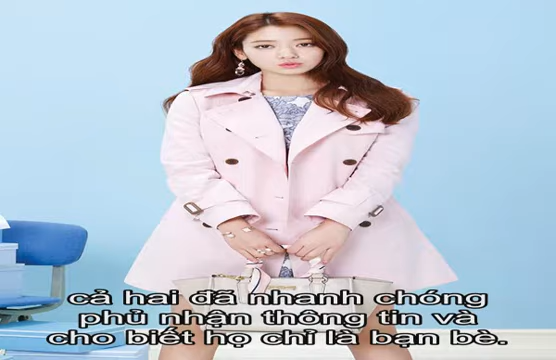 cả hai đã nhanh chóng
phủ nhận thông tin và
cho biết họ chỉ là bạn bè.